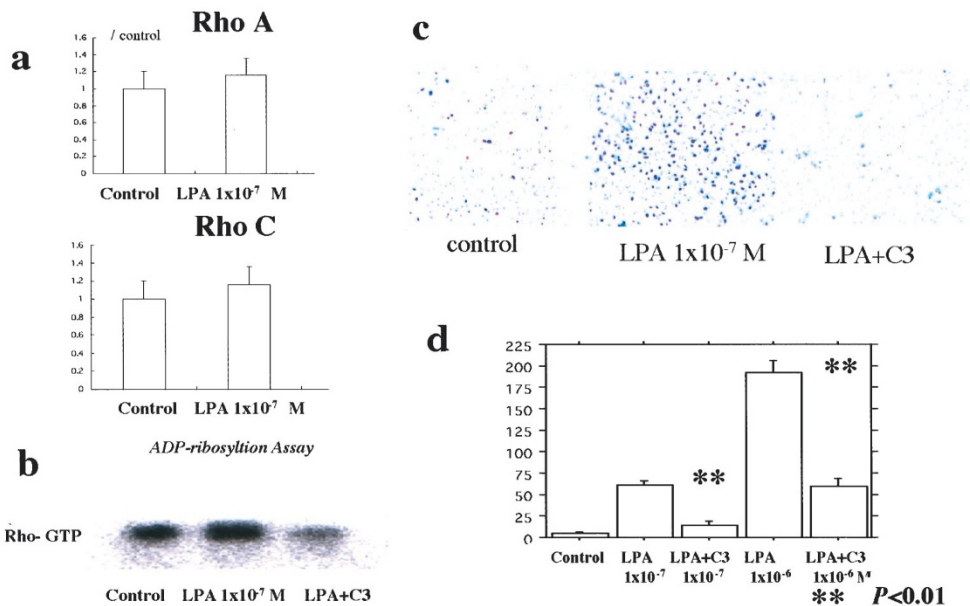 a
Rho A
/ control
1.6
1.4
1.2
1
0.8
0.6
0.4
0.2
0
Control LPA 1x10⁻⁷ M
Rho C
1.6
1.4
1.2
1
0.8
0.6
0.4
0.2
0
Control LPA 1x10⁻⁷ M
b
ADP-ribosyltion Assay
Rho- GTP
Control LPA 1x10⁻⁷ M LPA+C3
c
control LPA 1x10⁻⁷ M LPA+C3
d
225
200
175
150
125
100
75
50
25
0
**
**
Control LPA LPA+C3 LPA LPA+C3
1x10⁻⁷ 1x10⁻⁷ 1x10⁻⁶ 1x10⁻⁶ M
** P<0.01